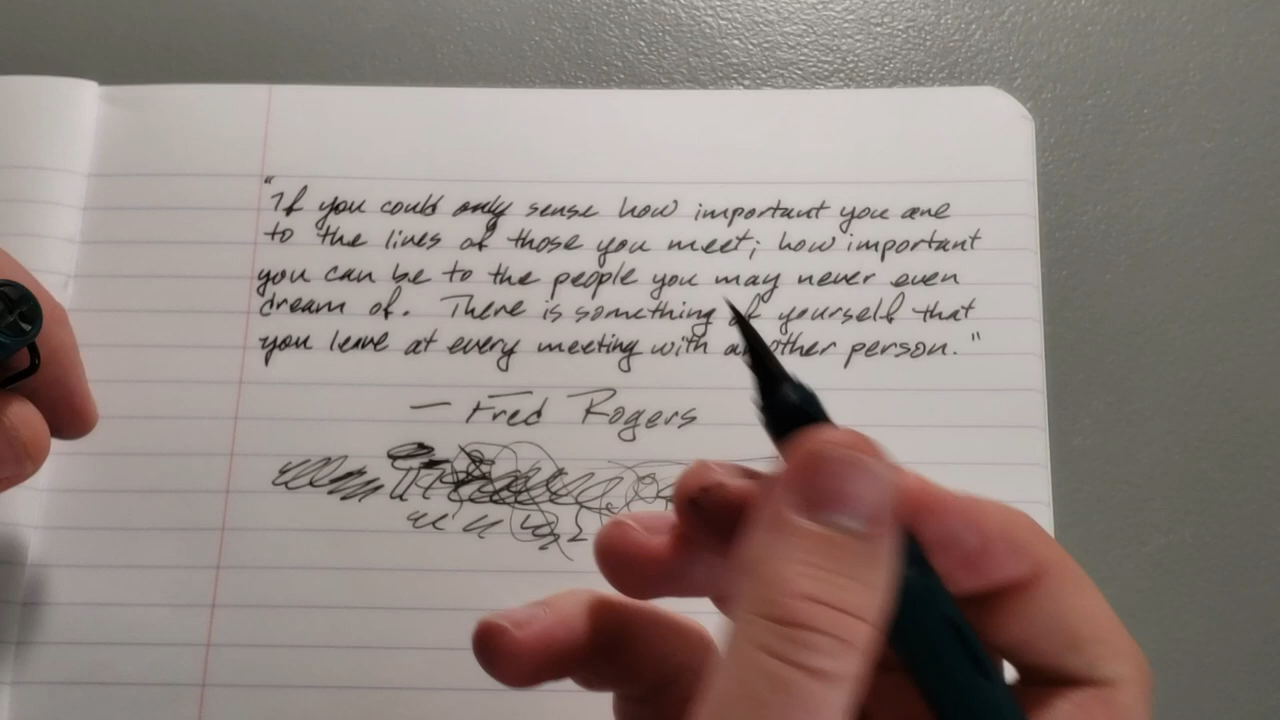 "If you could only sense how important you are
to the lives of those you meet; how important
you can be to the people you may never even
dream of. There is something of yourself that
you leave at every meeting with another person."
— Fred Rogers